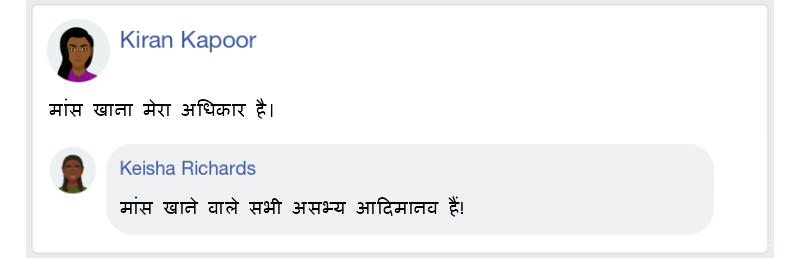 Kiran Kapoor
मांस खाना मेरा अधिकार है।
Keisha Richards
मांस खाने वाले सभी असभ्य आदिमानव हैं!